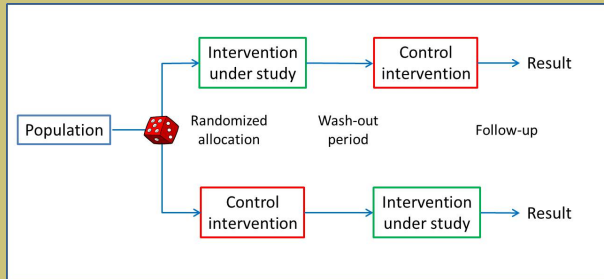 Intervention
under study
Control
intervention
Result
Population
Randomized
allocation
Wash-out
period
Follow-up
Control
intervention
Intervention
under study
Result